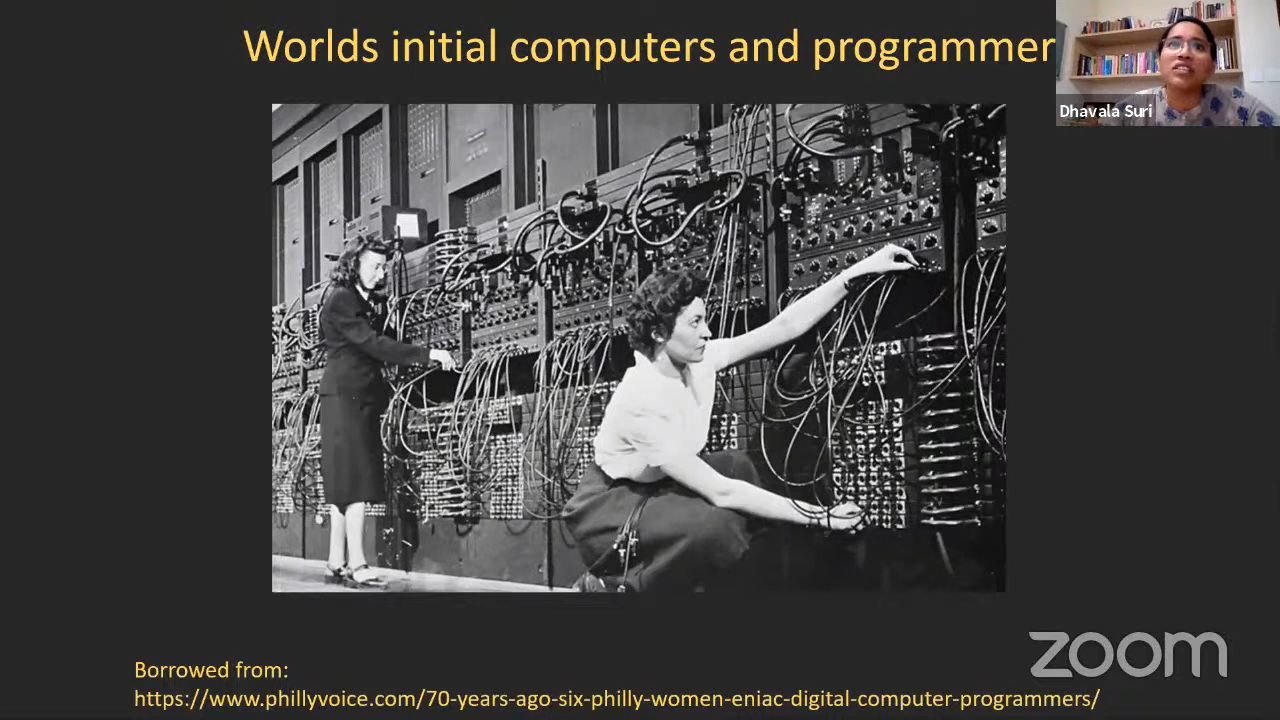 Worlds initial computers and programmer
Dhavala Suri
zoom
Borrowed from:
https://www.phillyvoice.com/70-years-ago-six-philly-women-eniac-digital-computer-programmers/